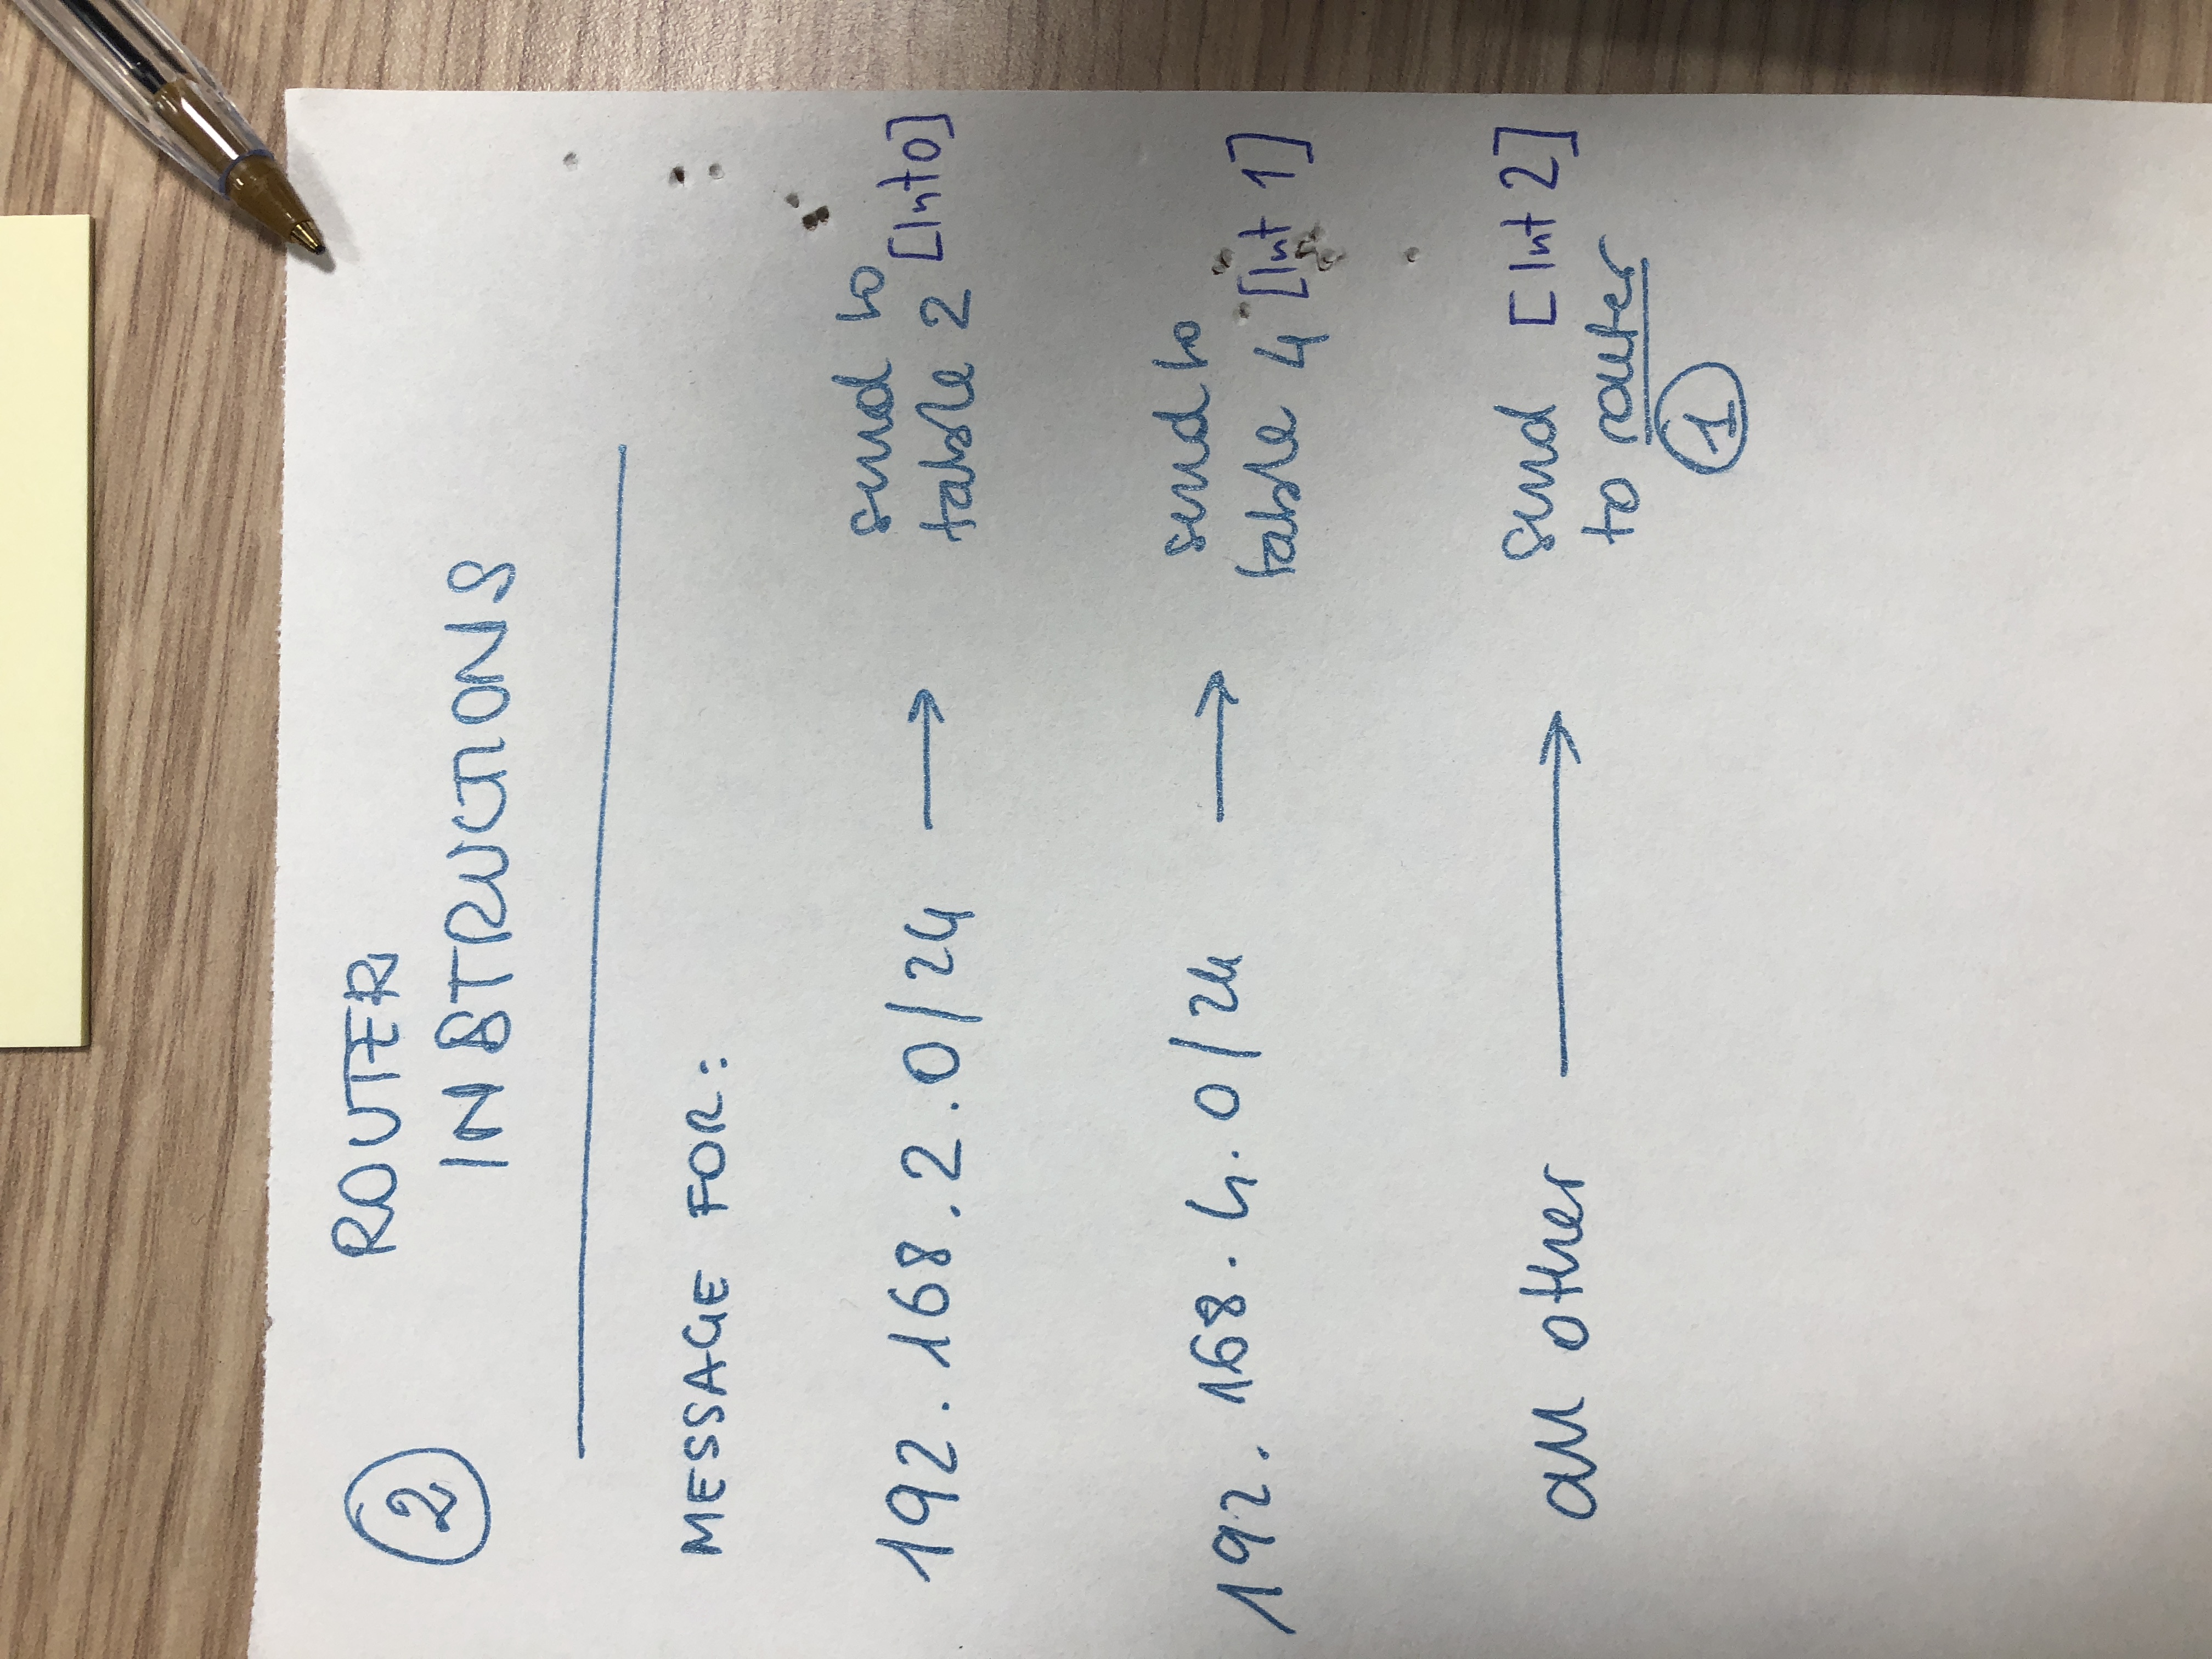 2
ROUTER
INSTRUCTIONS
MESSAGE FOR:
192.168.2.0/24 → send to
table 2 [Int0]
192.168.4.0/24 → send to
table 4 [Int 1]
all other → send [Int 2]
to router
1